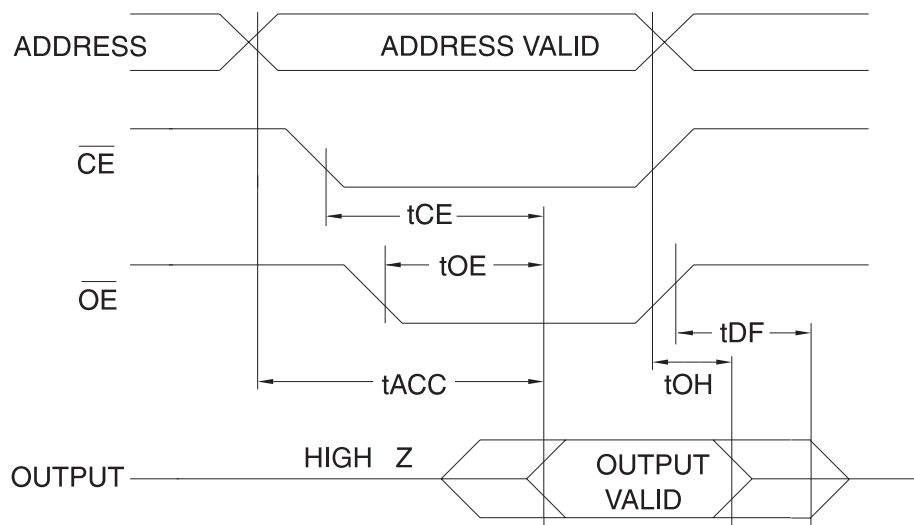 ADDRESS ADDRESS VALID
CE
tCE
tOE
OE
tDF
tACC
tOH
HIGH Z
OUTPUT
OUTPUT
VALID